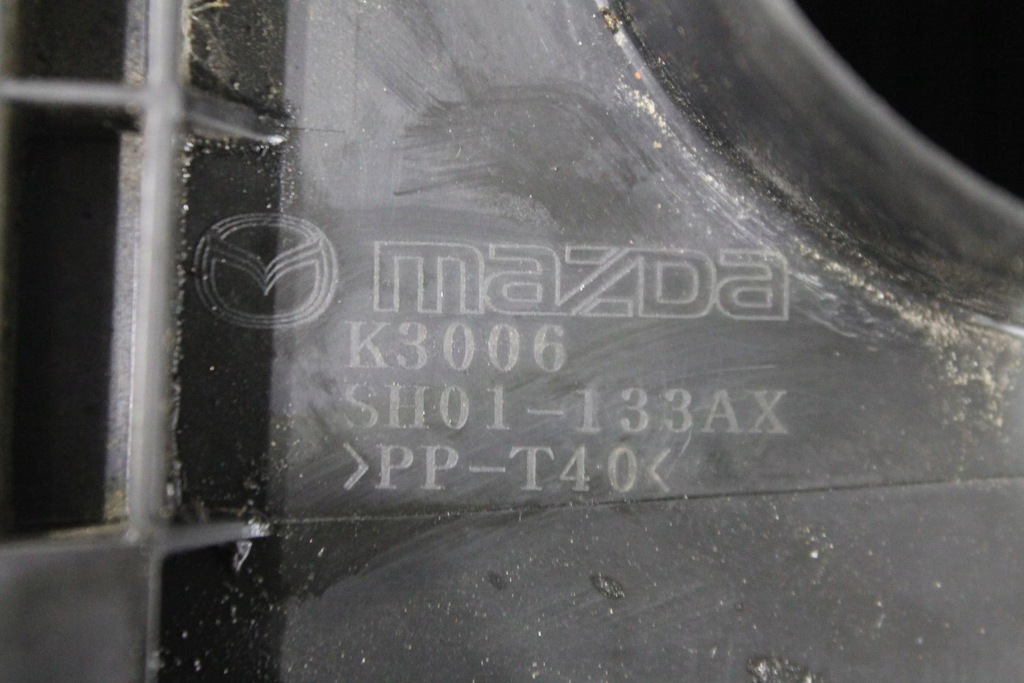 mazda
K3006
SH01-133AX
>PP-T40<